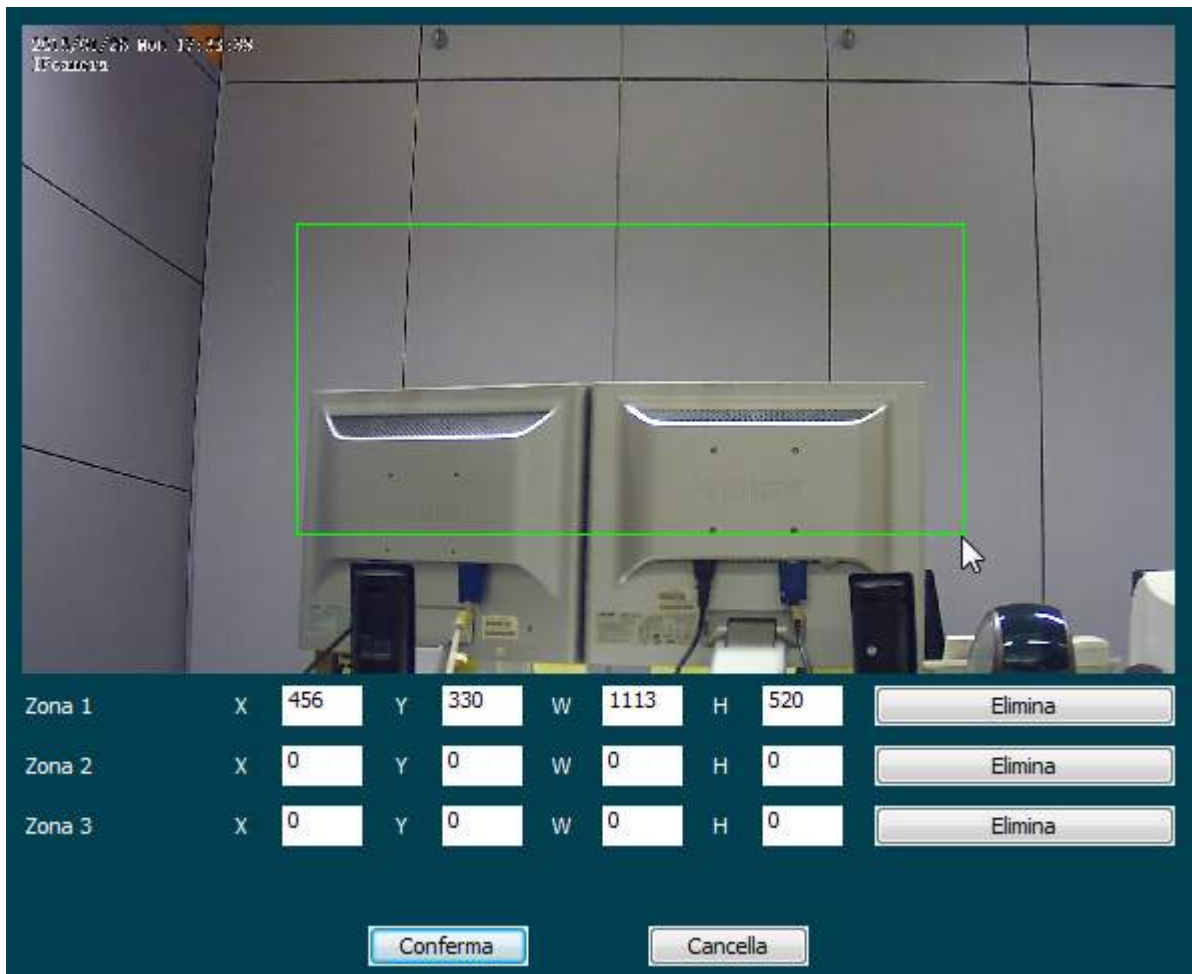 Zona 1 X 456 Y 330 W 1113 H 520 Elimina
Zona 2 X 0 Y 0 W 0 H 0 Elimina
Zona 3 X 0 Y 0 W 0 H 0 Elimina
Conferma Cancella